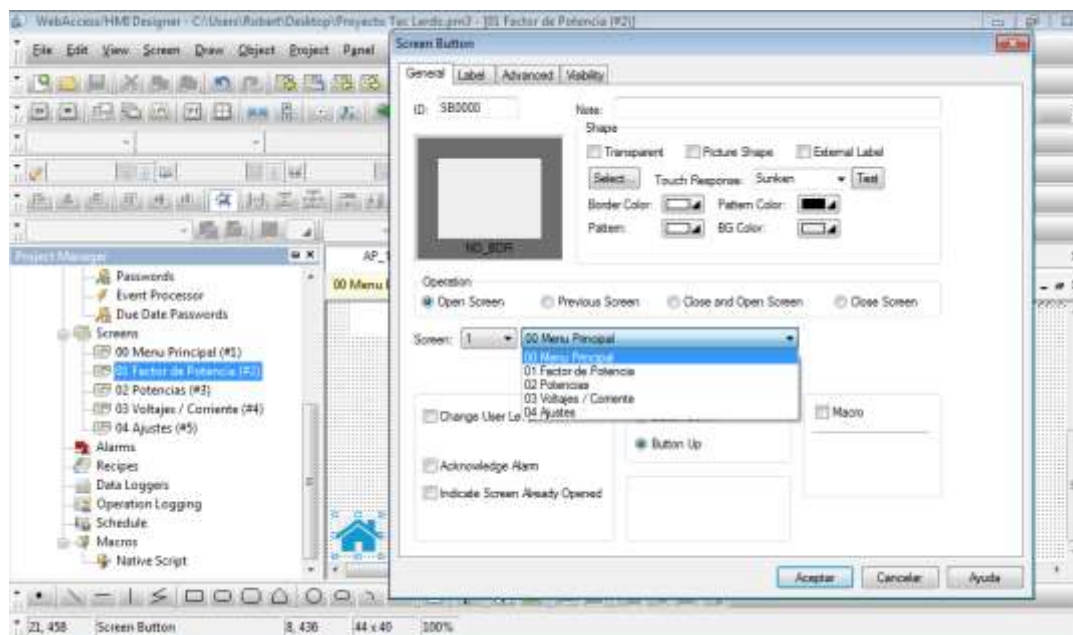 WebAccess/HMI Designer - C:\Users\Robert\Desktop\Proyecto Tec Lerdo.pm3 - [01 Factor de Potencia (#2)]
File Edit View Screen Draw Object Project Panel
Project Manager
Passwords
Event Processor
Due Date Passwords
Screens
00 Menu Principal (#1)
01 Factor de Potencia (#2)
02 Potencias (#3)
03 Voltajes / Corriente (#4)
04 Ajustes (#5)
Alarms
Recipes
Data Loggers
Operation Logging
Schedule
Macros
Native Script
AP_1
00 Menu
Screen Button
General Label Advanced Visibility
ID: SB0000 Note:
Shape
Transparent Picture Shape External Label
Select... Touch Response: Sunken Test
Border Color: Pattern Color:
Pattern: BG Color:
NO_BDR
Operation
Open Screen Previous Screen Close and Open Screen Close Screen
Screen: 1 00 Menu Principal
00 Menu Principal
01 Factor de Potencia
02 Potencias
03 Voltajes / Corriente
04 Ajustes
Change User Le Macro
Button Up
Acknowledge Alarm
Indicate Screen Already Opened
Aceptar Cancelar Ayuda
21, 458 Screen Button 8, 436 44 x 40 100%